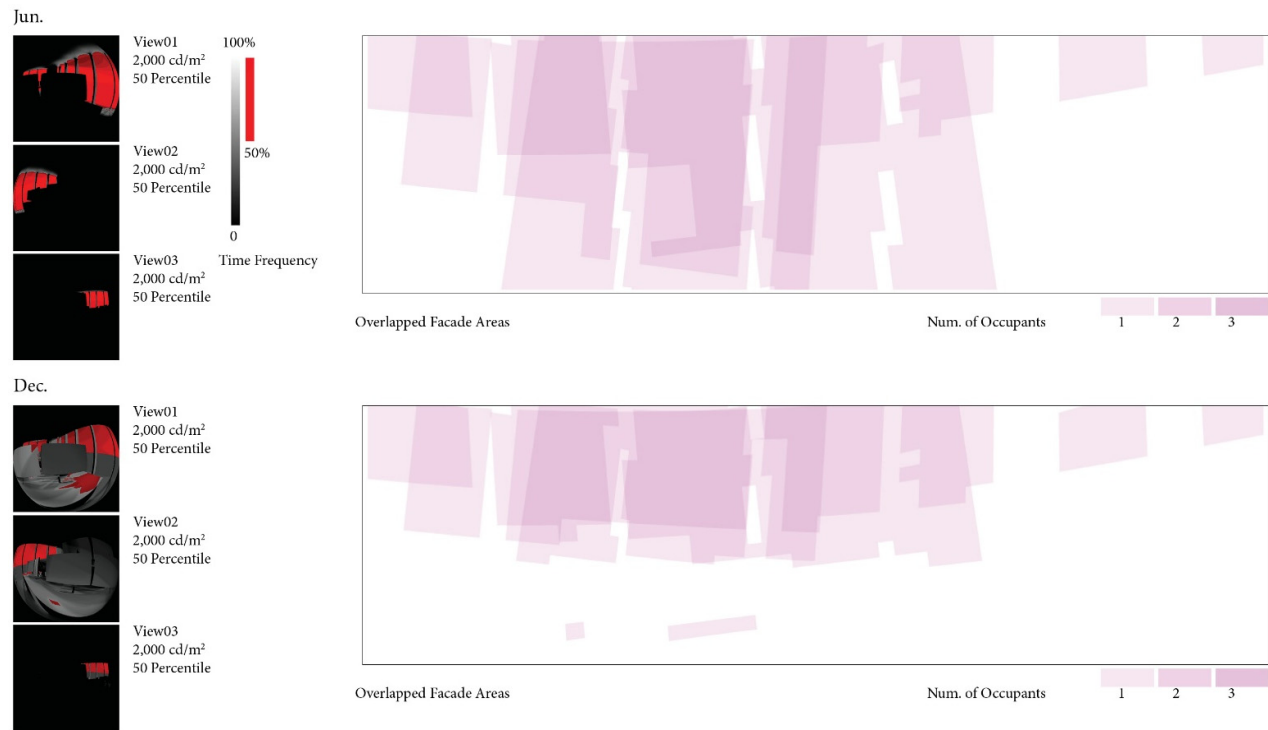 Jun.
View01
2,000 cd/m²
50 Percentile
100%
50%
0
Time Frequency
View02
2,000 cd/m²
50 Percentile
View03
2,000 cd/m²
50 Percentile
Overlapped Facade Areas
Num. of Occupants
1 2 3
Dec.
View01
2,000 cd/m²
50 Percentile
View02
2,000 cd/m²
50 Percentile
View03
2,000 cd/m²
50 Percentile
Overlapped Facade Areas
Num. of Occupants
1 2 3